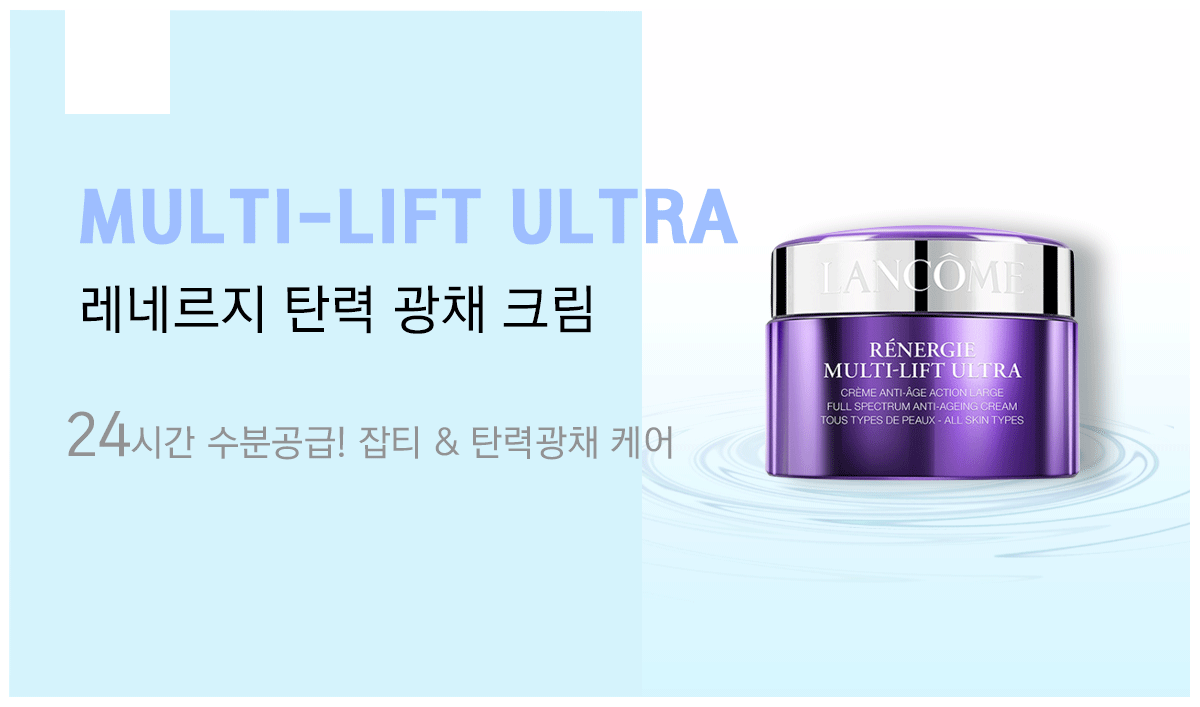 MULTI-LIFT ULTRA
레네르지 탄력 광채 크림
24시간 수분공급! 잡티 & 탄력광채 케어
LANCÔME
RÉNERGIE
MULTI-LIFT ULTRA
CRÈME ANTI-ÂGE ACTION LARGE
FULL SPECTRUM ANTI-AGEING CREAM
TOUS TYPES DE PEAUX - ALL SKIN TYPES